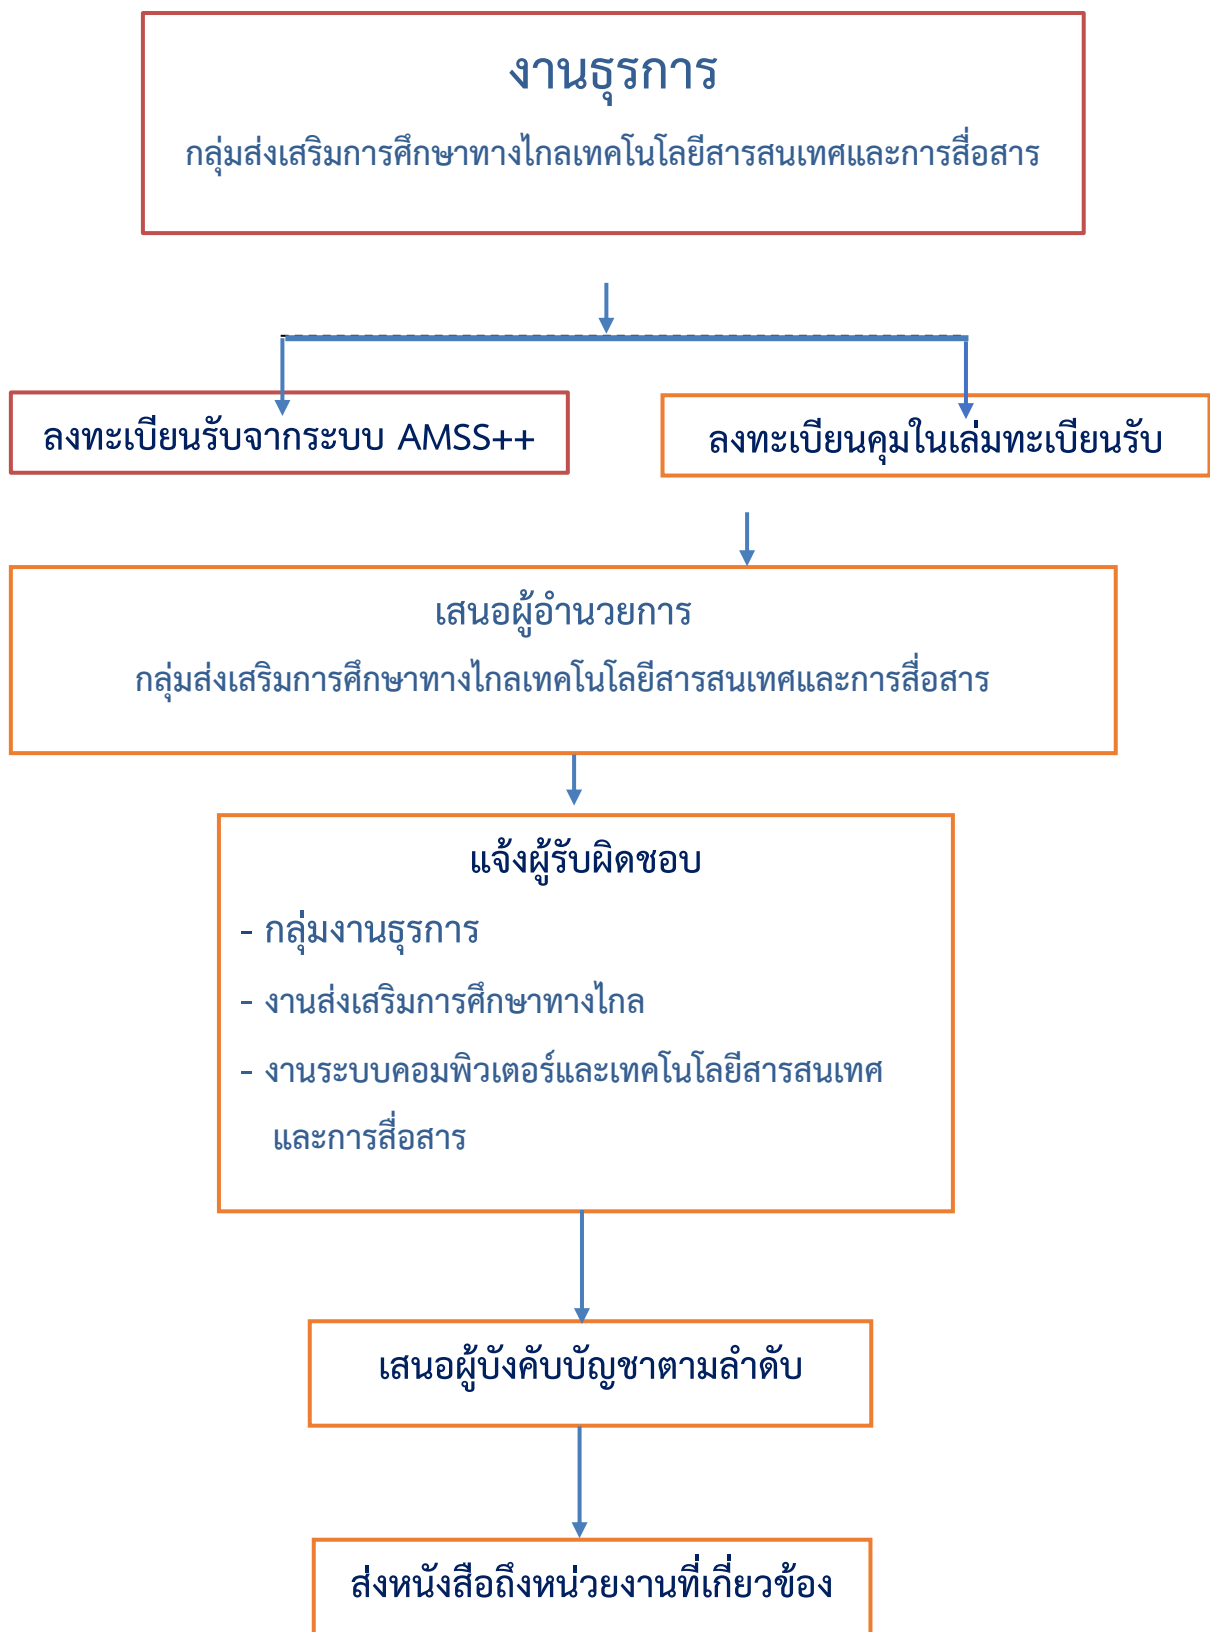 งานธุรการ
กลุ่มส่งเสริมการศึกษาทางไกลเทคโนโลยีสารสนเทศและการสื่อสาร
ลงทะเบียนรับจากระบบ AMSS++
ลงทะเบียนคุมในเล่มทะเบียนรับ
เสนอผู้อำนวยการ
กลุ่มส่งเสริมการศึกษาทางไกลเทคโนโลยีสารสนเทศและการสื่อสาร
แจ้งผู้รับผิดชอบ
- กลุ่มงานธุรการ
- งานส่งเสริมการศึกษาทางไกล
- งานระบบคอมพิวเตอร์และเทคโนโลยีสารสนเทศ
และการสื่อสาร
เสนอผู้บังคับบัญชาตามลำดับ
ส่งหนังสือถึงหน่วยงานที่เกี่ยวข้อง